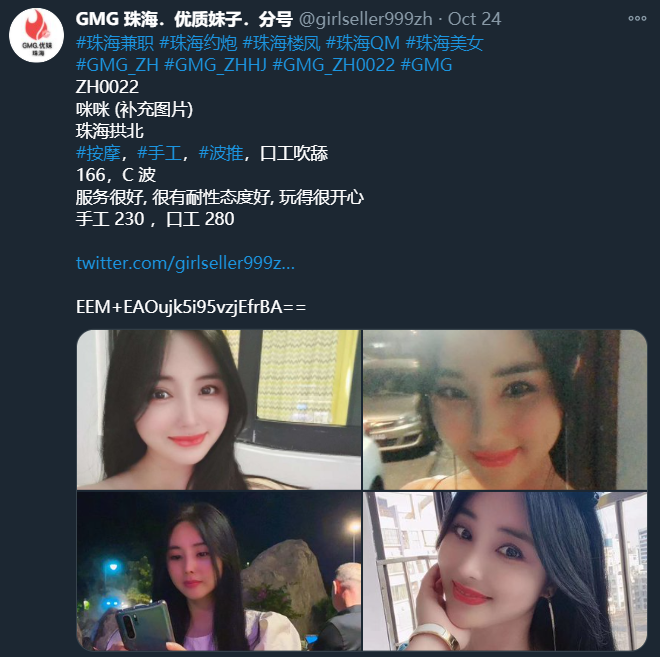 GMG 珠海．优质妹子．分号 @girlseller999zh · Oct 24
GMG.优妹
珠海
#珠海兼职 #珠海约炮 #珠海楼凤 #珠海QM #珠海美女
#GMG_ZH #GMG_ZHHJ #GMG_ZH0022 #GMG
ZH0022
咪咪 (补充图片)
珠海拱北
#按摩，#手工，#波推，口工吹舔
166，C 波
服务很好, 很有耐性态度好, 玩得很开心
手工 230 ，口工 280
twitter.com/girlseller999z...
EEM+EAOujk5i95vzjEfrBA==